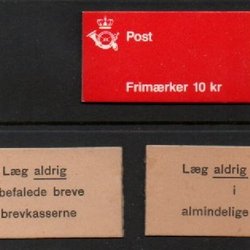 Post
Frimærker 10 kr
Læg aldrig
befalede breve
brevkasserne
Læg aldrig
i
almindelige